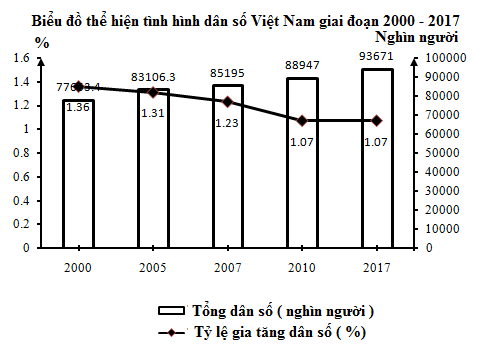 Biểu đồ thể hiện tình hình dân số Việt Nam giai đoạn 2000 - 2017
% Nghìn người
1.6 100000
1.4 90000
1.2 80000
1 70000
0.8 60000
0.6 50000
0.4 40000
0.2 30000
0 20000
10000
0
83106.3 85195 88947 93671
1.36 1.31 1.23 1.07 1.07
2000 2005 2007 2010 2017
Tổng dân số ( nghìn người )
Tỷ lệ gia tăng dân số ( %)